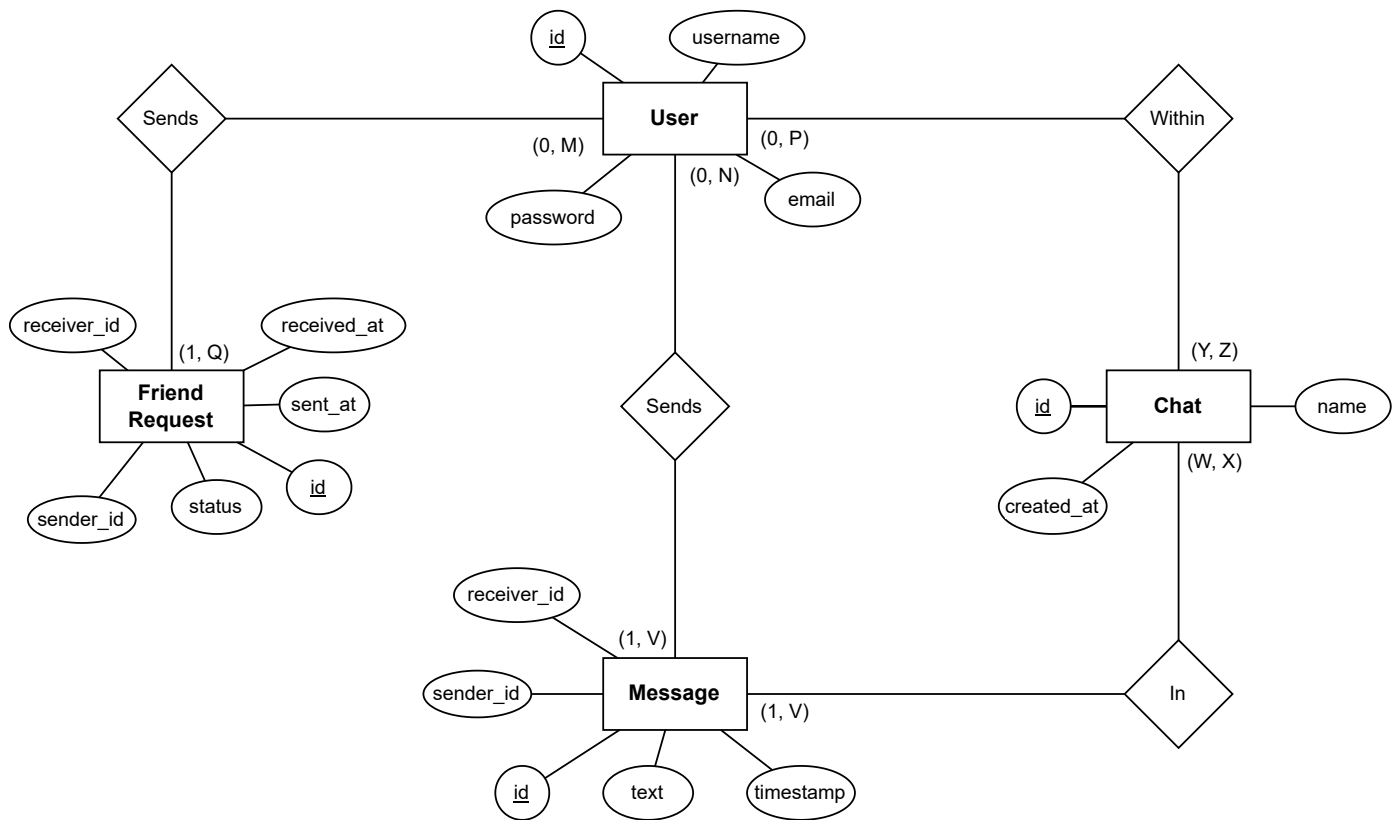 id
username
Sends
User
Within
(0, M)
(0, P)
(0, N)
password
email
receiver_id
received_at
(1, Q)
(Y, Z)
Friend
Request
sent_at
Sends
id
Chat
name
(W, X)
sender_id
status
id
created_at
receiver_id
(1, V)
sender_id
Message
(1, V)
In
id
text
timestamp